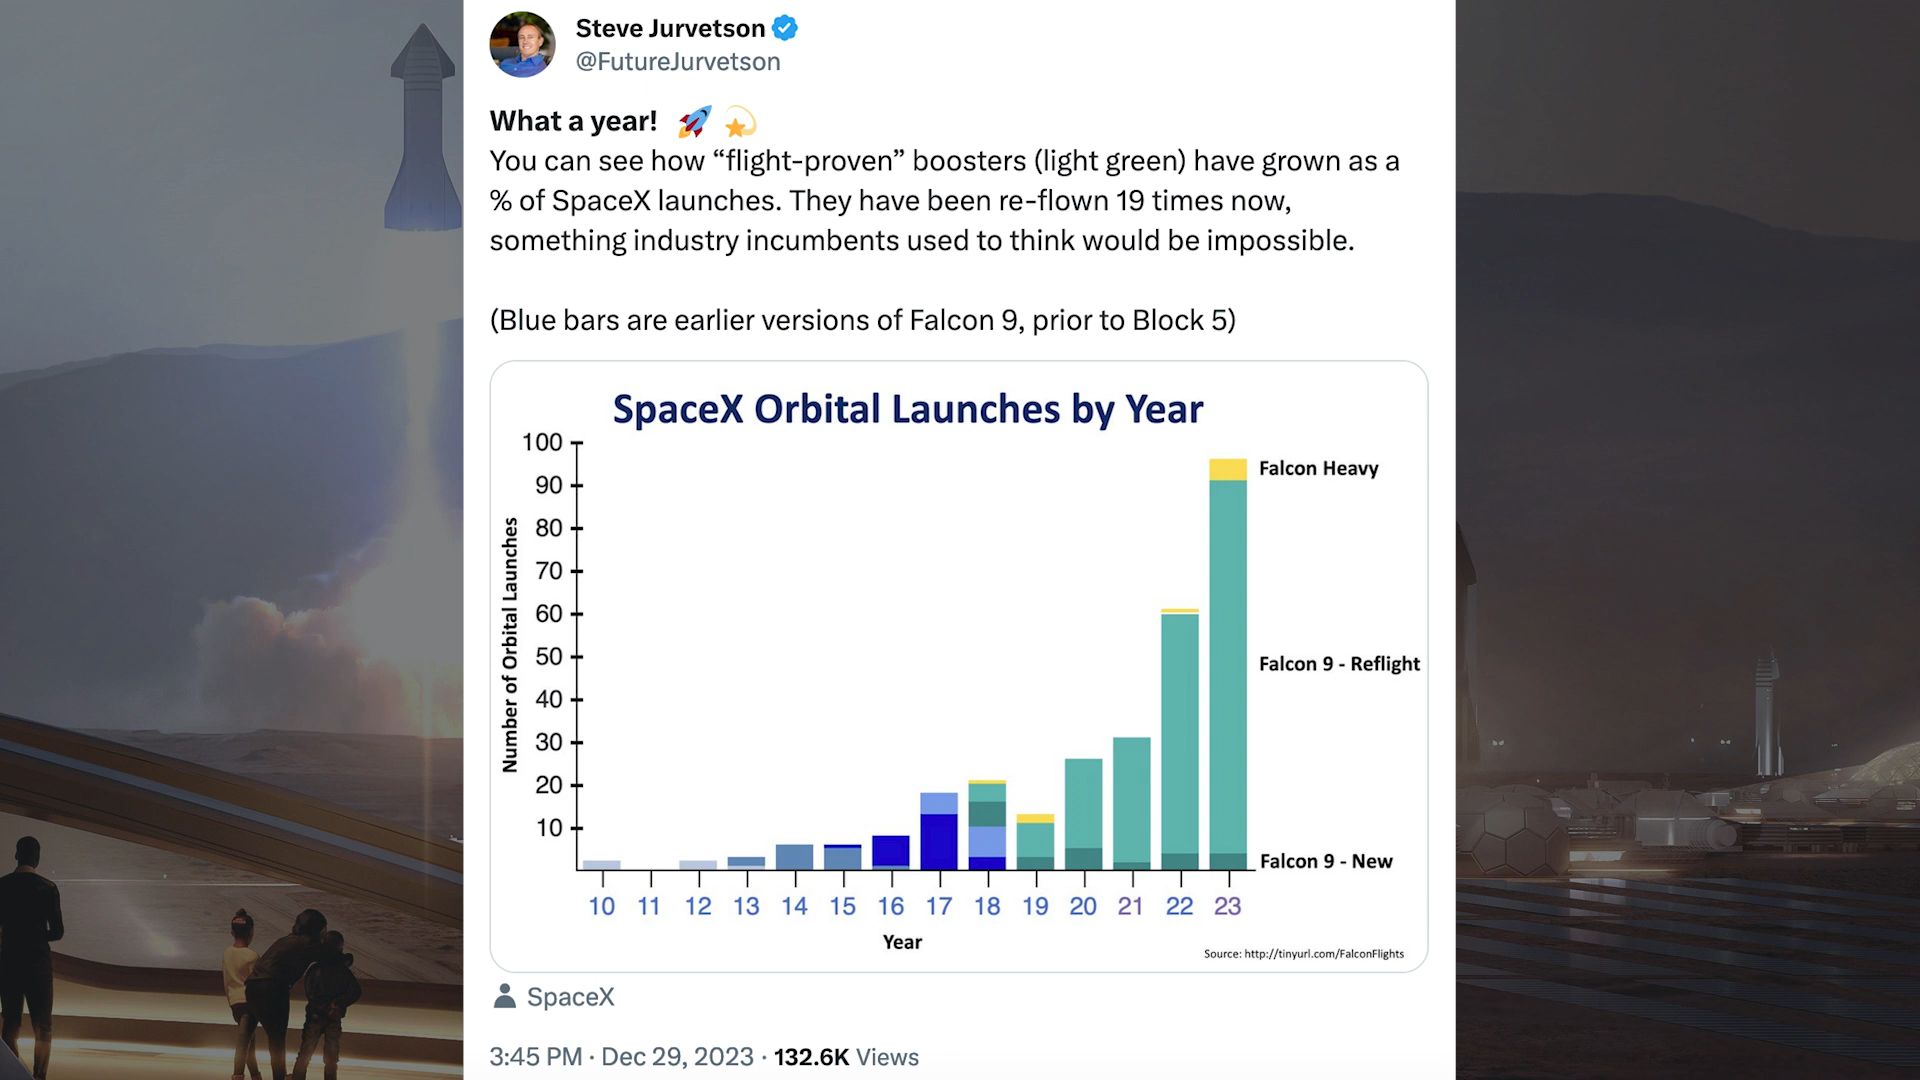 Steve Jurvetson
@FutureJurvetson
What a year! 🚀 💫
You can see how “flight-proven” boosters (light green) have grown as a
% of SpaceX launches. They have been re-flown 19 times now,
something industry incumbents used to think would be impossible.
(Blue bars are earlier versions of Falcon 9, prior to Block 5)
SpaceX Orbital Launches by Year
100
90
80
70
60
50
40
30
20
10
Number of Orbital Launches
Falcon Heavy
Falcon 9 - Reflight
Falcon 9 - New
10 11 12 13 14 15 16 17 18 19 20 21 22 23
Year
Source: http://tinyurl.com/FalconFlights
SpaceX
3:45 PM · Dec 29, 2023 · 132.6K Views